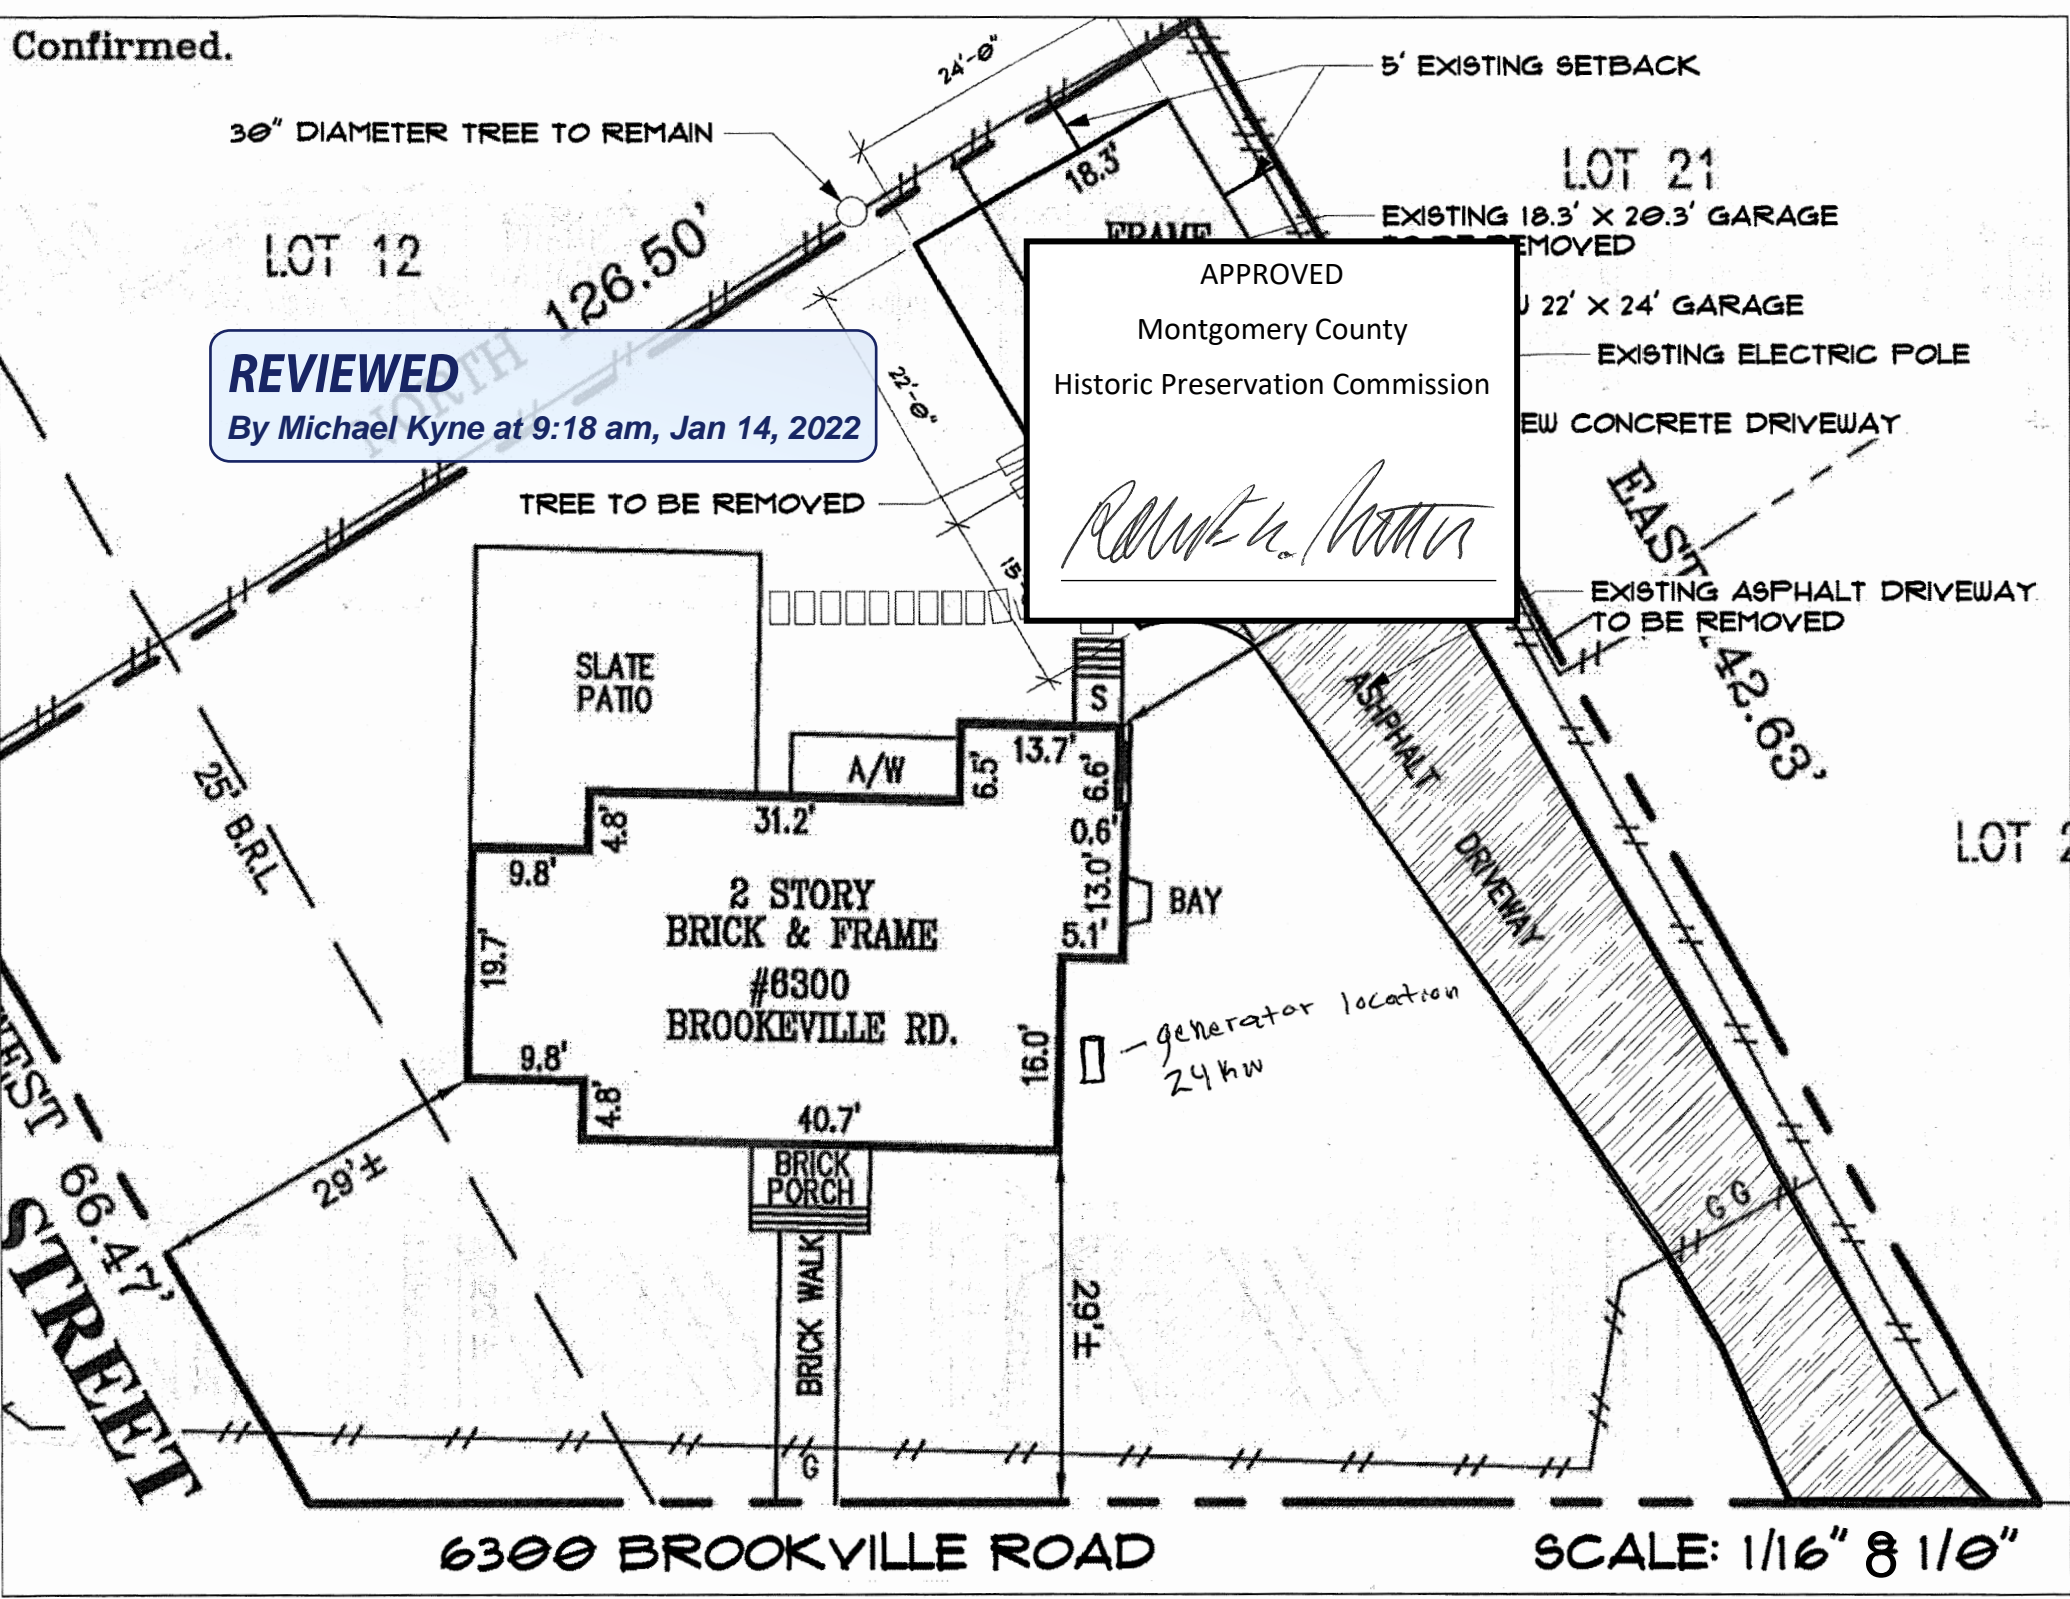 Confirmed.
24'-0"
5' EXISTING SETBACK
30" DIAMETER TREE TO REMAIN
18.3'
LOT 21
LOT 12
NORTH 126.50'
FRAME
EXISTING 18.3' X 20.3' GARAGE
REMOVED
22' X 24' GARAGE
EXISTING ELECTRIC POLE
CONCRETE DRIVEWAY
APPROVED
Montgomery County
Historic Preservation Commission
REVIEWED
By Michael Kyne at 9:18 am, Jan 14, 2022
22'-0"
TREE TO BE REMOVED
EAST 42.63'
EXISTING ASPHALT DRIVEWAY
TO BE REMOVED
SLATE
PATIO
S
A/W
13.7'
6.5'
6.6'
ASHPHALT
DRIVEWAY
25' B.R.L.
4.8'
31.2'
0.6'
LOT
9.8'
13.0'
BAY
2 STORY
BRICK & FRAME
#6300
BROOKEVILLE RD.
5.1'
19.7'
16.0'
generator location
24 kw
9.8'
4.8'
40.7'
BRICK
PORCH
29'±
66.47'
STREET
G G
BRICK WALK
29'±
G
6300 BROOKVILLE ROAD
SCALE: 1/16" 8 1/0"